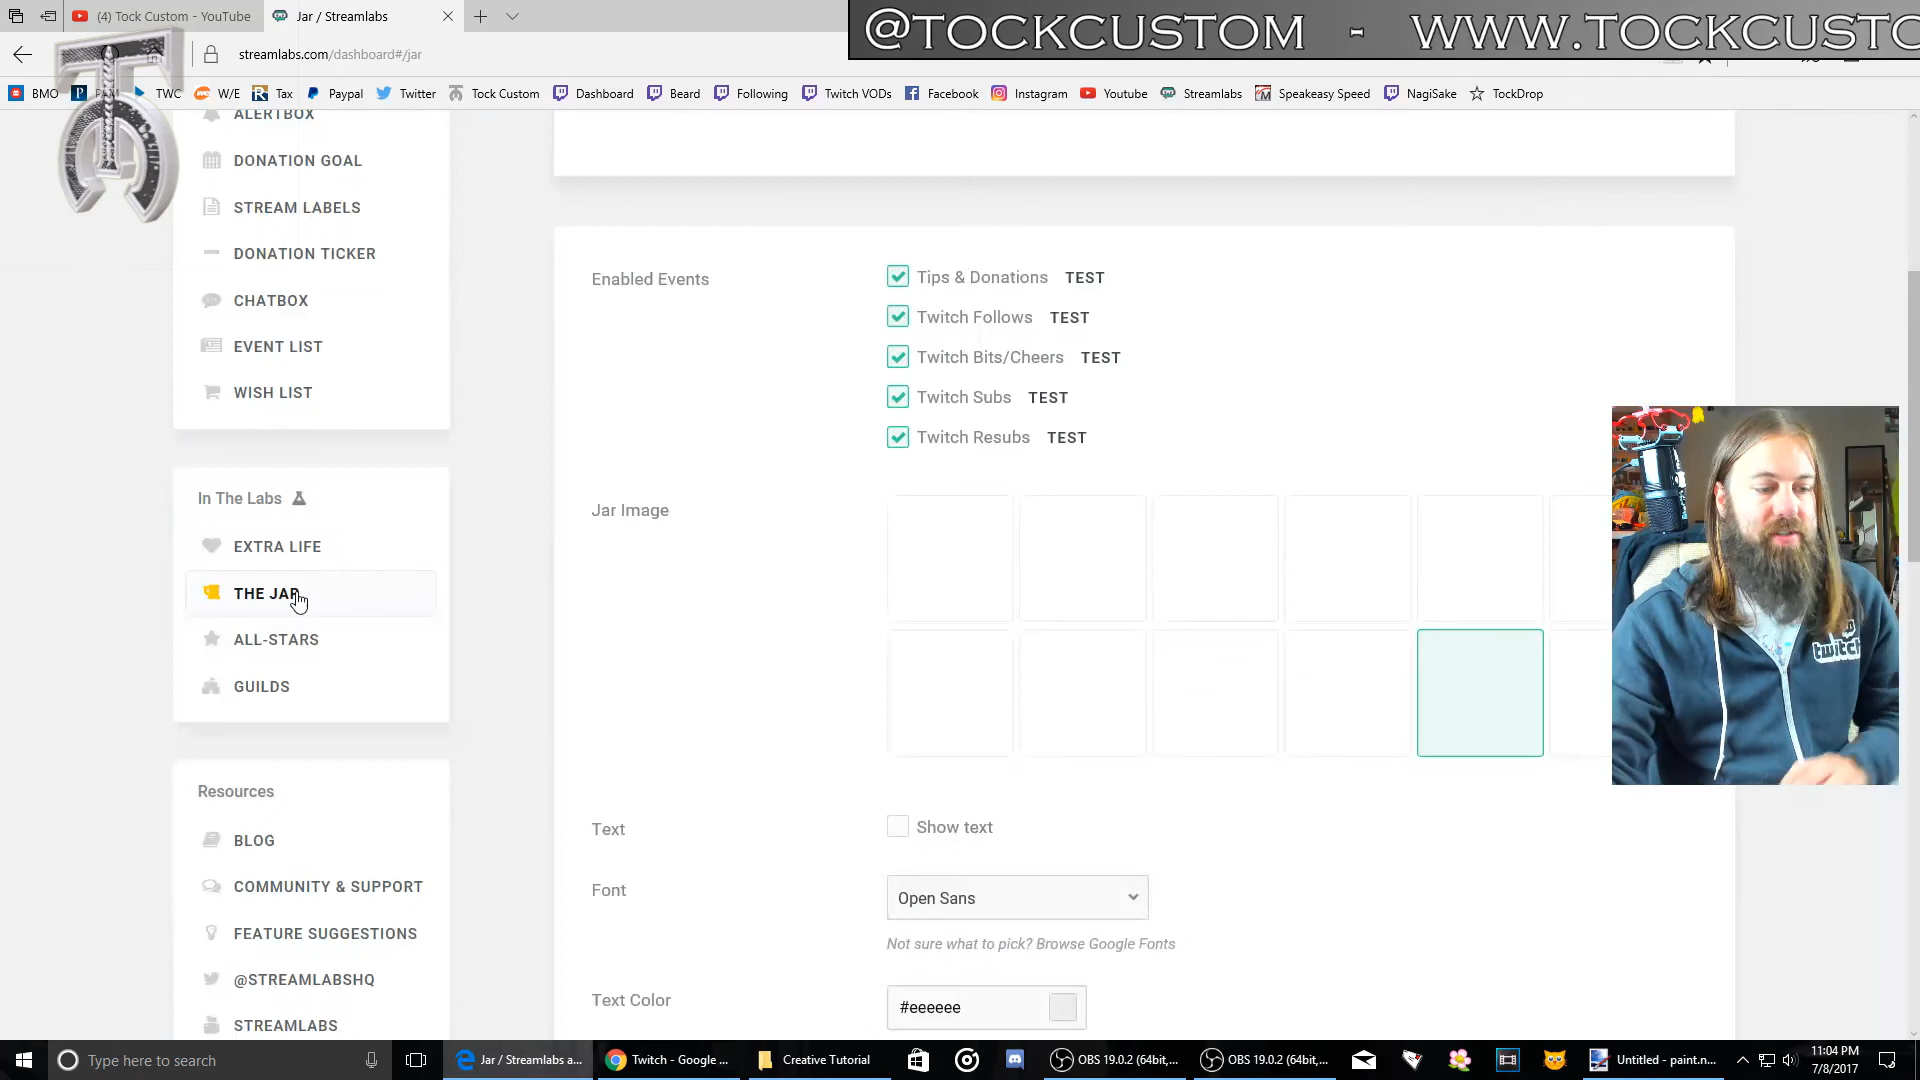 (4) Tock Custom - YouTube
Jar / Streamlabs
@TOCKCUSTOM - WWW.TOCKCUSTO
streamlabs.com/dashboard#/jar
BMO
TWC
W/E
Tax
Paypal
Twitter
Tock Custom
Dashboard
Beard
Following
Twitch VODs
Facebook
Instagram
Youtube
Streamlabs
Speakeasy Speed
NagiSake
TockDrop
ALERTBOX
DONATION GOAL
STREAM LABELS
DONATION TICKER
CHATBOX
EVENT LIST
WISH LIST
In The Labs
EXTRA LIFE
THE JAR
ALL-STARS
GUILDS
Resources
BLOG
COMMUNITY & SUPPORT
FEATURE SUGGESTIONS
@STREAMLABSHQ
STREAMLABS
Enabled Events
Tips & Donations TEST
Twitch Follows TEST
Twitch Bits/Cheers TEST
Twitch Subs TEST
Twitch Resubs TEST
Jar Image
Text
Show text
Font
Open Sans
Not sure what to pick? Browse Google Fonts
Text Color
#eeeeee
twitch
Type here to search
Jar / Streamlabs a...
Twitch - Google ...
Creative Tutorial
OBS 19.0.2 (64bit,...
OBS 19.0.2 (64bit,...
Untitled - paint.n...
11:04 PM
7/8/2017